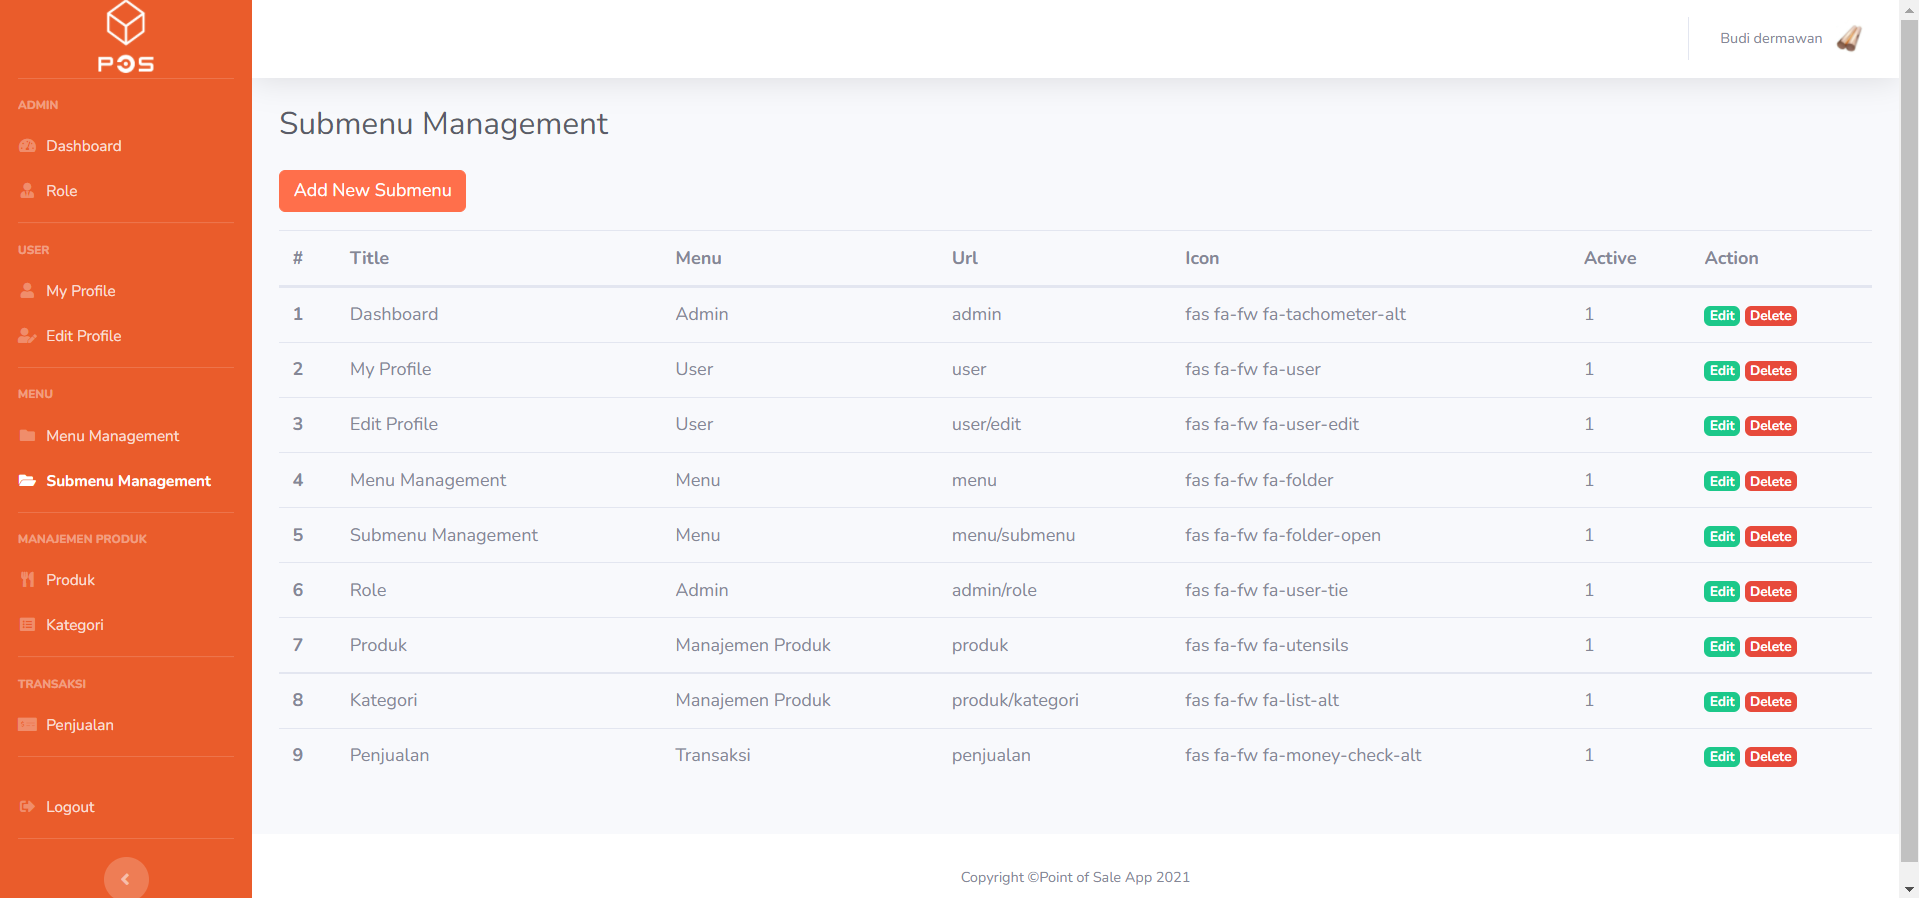 POS
ADMIN
Dashboard
Role
USER
My Profile
Edit Profile
MENU
Menu Management
Submenu Management
MANAJEMEN PRODUK
Produk
Kategori
TRANSAKSI
Penjualan
Logout
Budi dermawan
Submenu Management
Add New Submenu
# Title Menu Url Icon Active Action
1 Dashboard Admin admin fas fa-fw fa-tachometer-alt 1 Edit Delete
2 My Profile User user fas fa-fw fa-user 1 Edit Delete
3 Edit Profile User user/edit fas fa-fw fa-user-edit 1 Edit Delete
4 Menu Management Menu menu fas fa-fw fa-folder 1 Edit Delete
5 Submenu Management Menu menu/submenu fas fa-fw fa-folder-open 1 Edit Delete
6 Role Admin admin/role fas fa-fw fa-user-tie 1 Edit Delete
7 Produk Manajemen Produk produk fas fa-fw fa-utensils 1 Edit Delete
8 Kategori Manajemen Produk produk/kategori fas fa-fw fa-list-alt 1 Edit Delete
9 Penjualan Transaksi penjualan fas fa-fw fa-money-check-alt 1 Edit Delete
Copyright ©Point of Sale App 2021